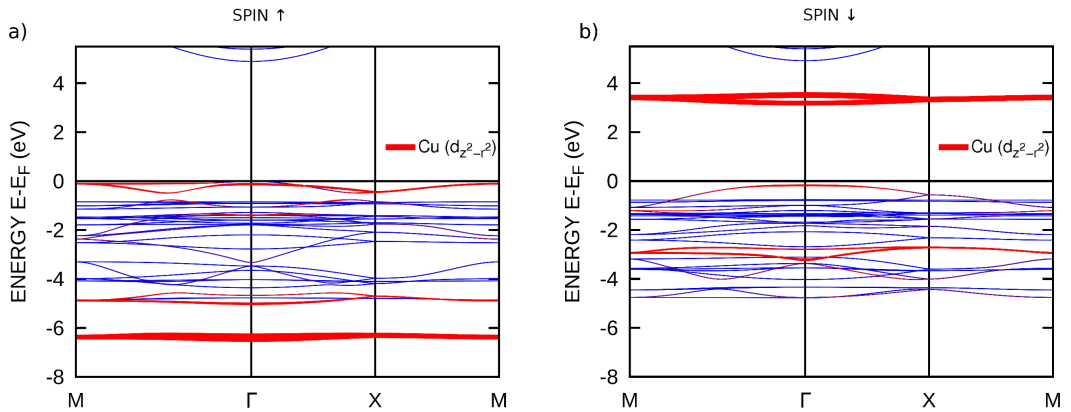 SPIN ↑
a)
ENERGY E-E_F (eV)
4
2
0
-2
-4
-6
-8
Cu (d_z²−r²)
M Γ X M
SPIN ↓
b)
ENERGY E-E_F (eV)
4
2
0
-2
-4
-6
-8
Cu (d_z²−r²)
M Γ X M